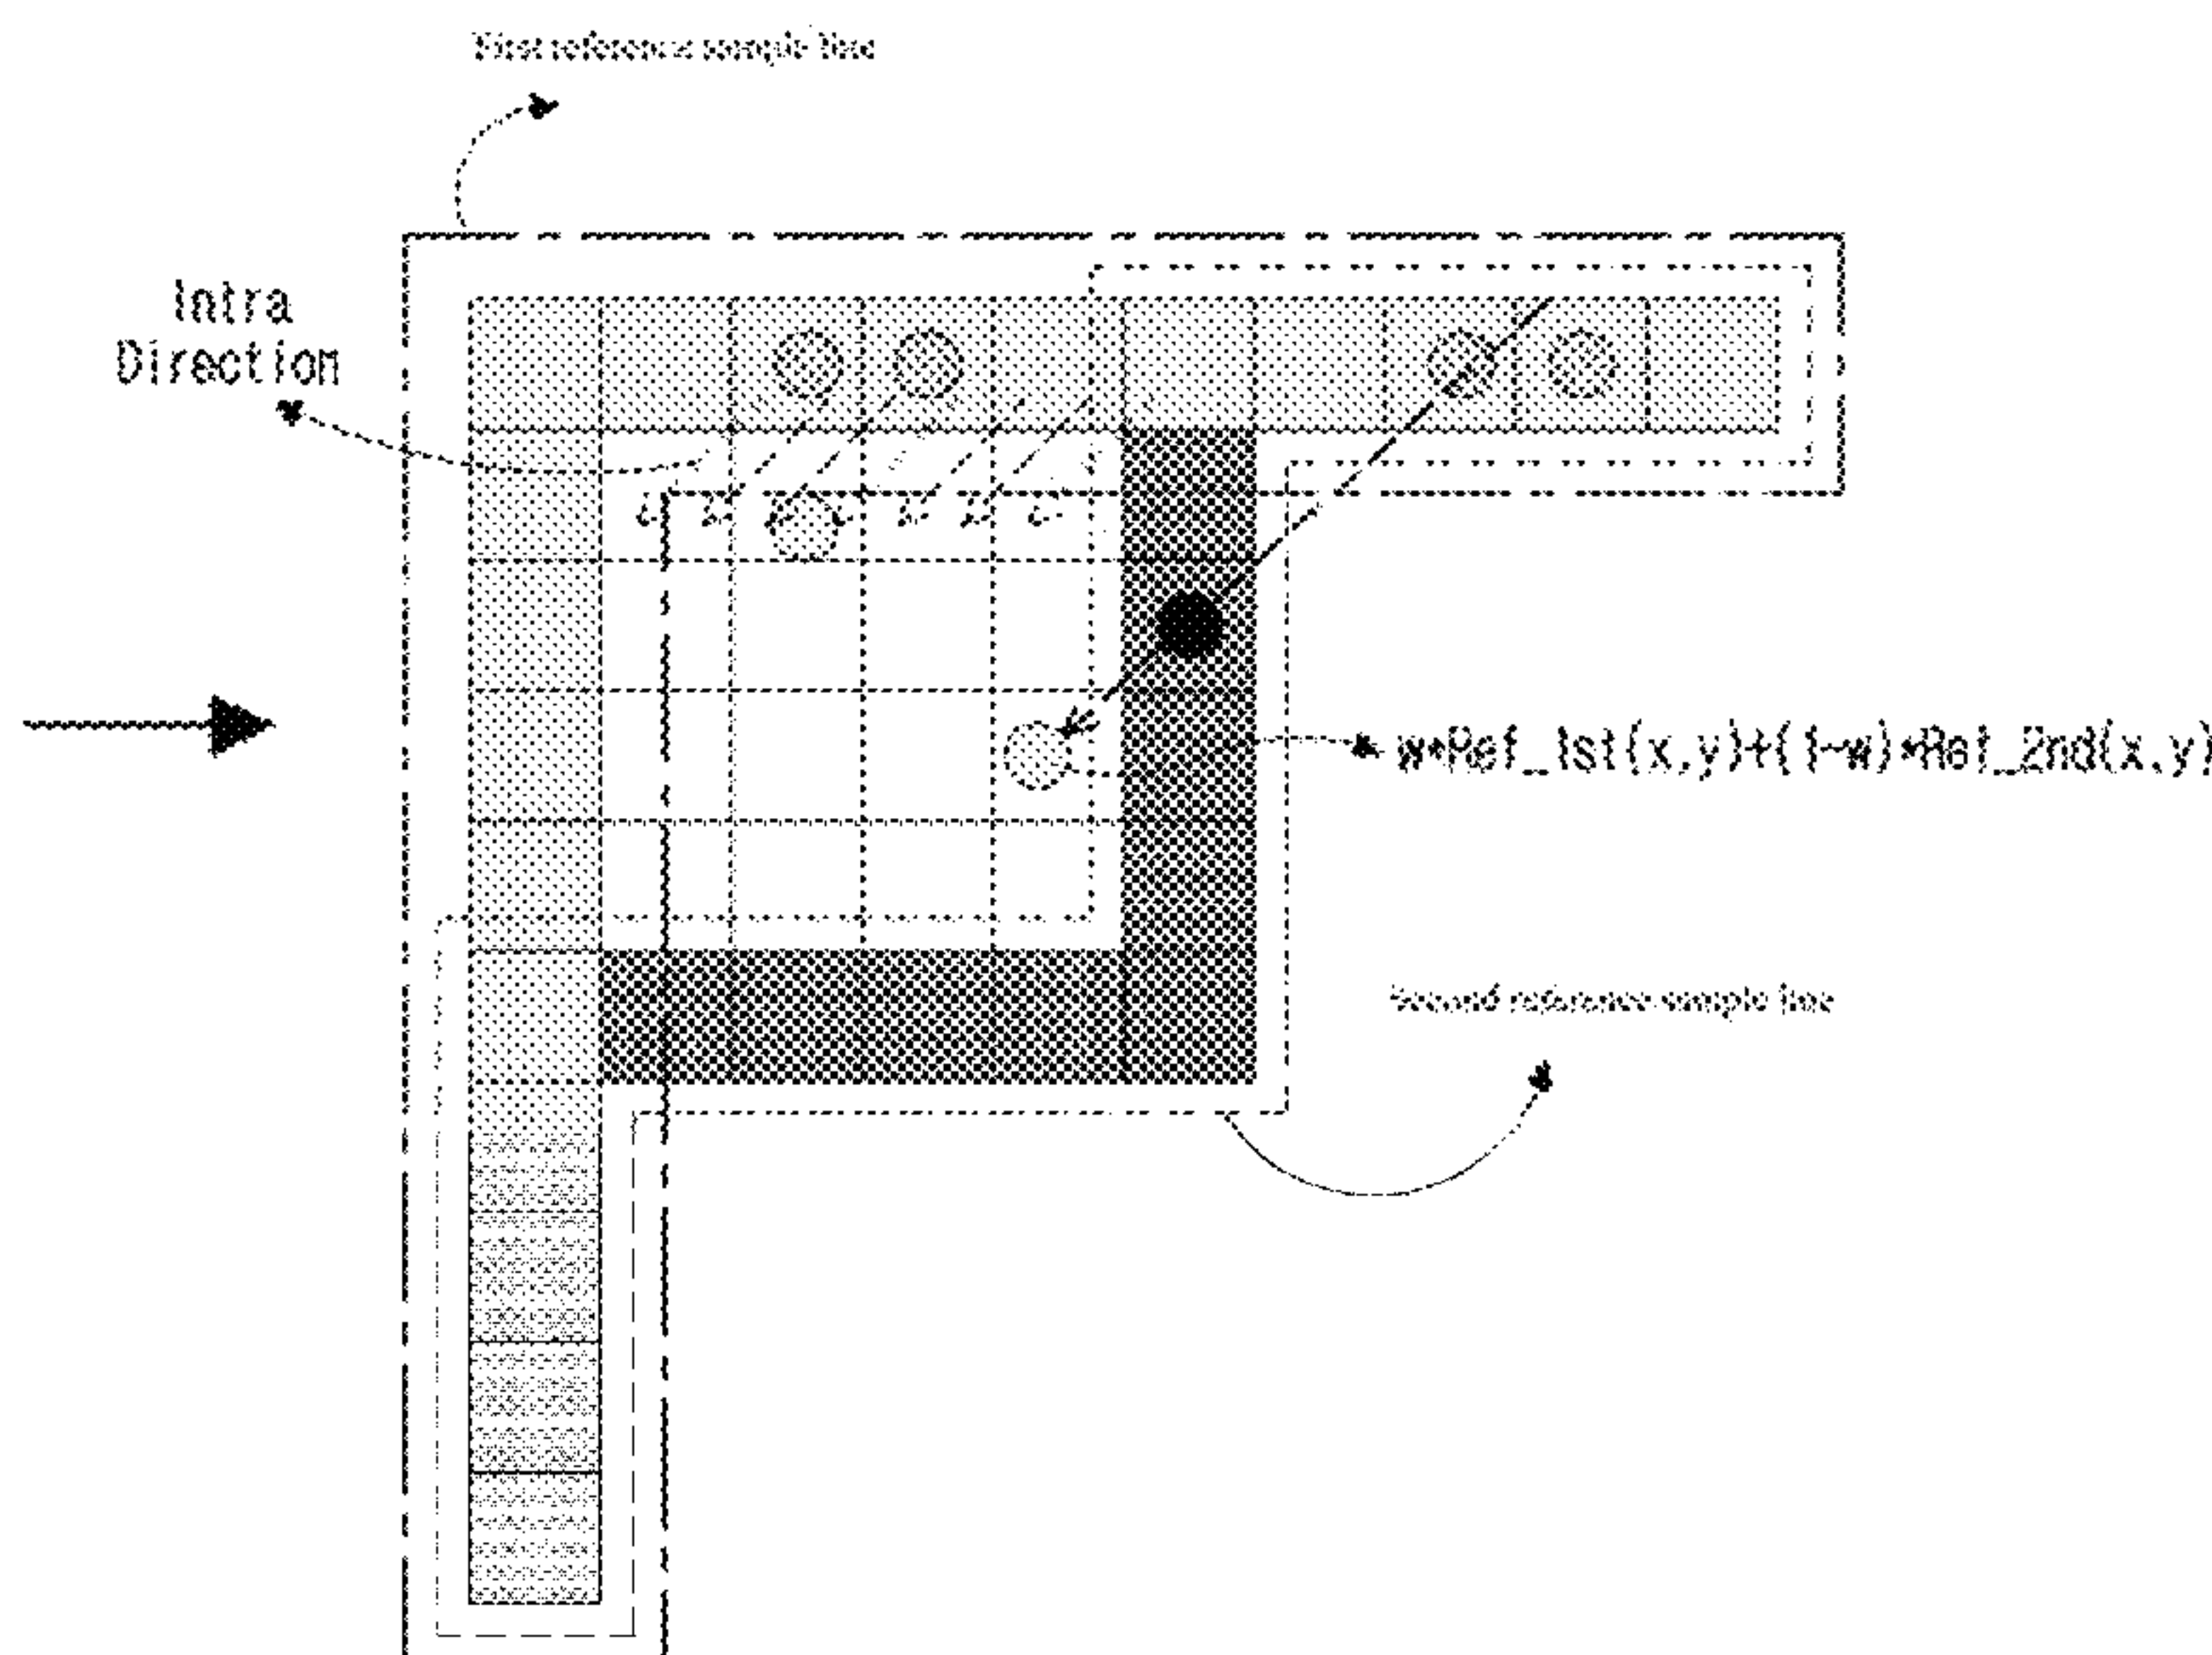 First reference sample line
Intra
Direction
w*Ref_1st(x,y)+(1-w)*Ref_2nd(x,y)
Second reference sample line